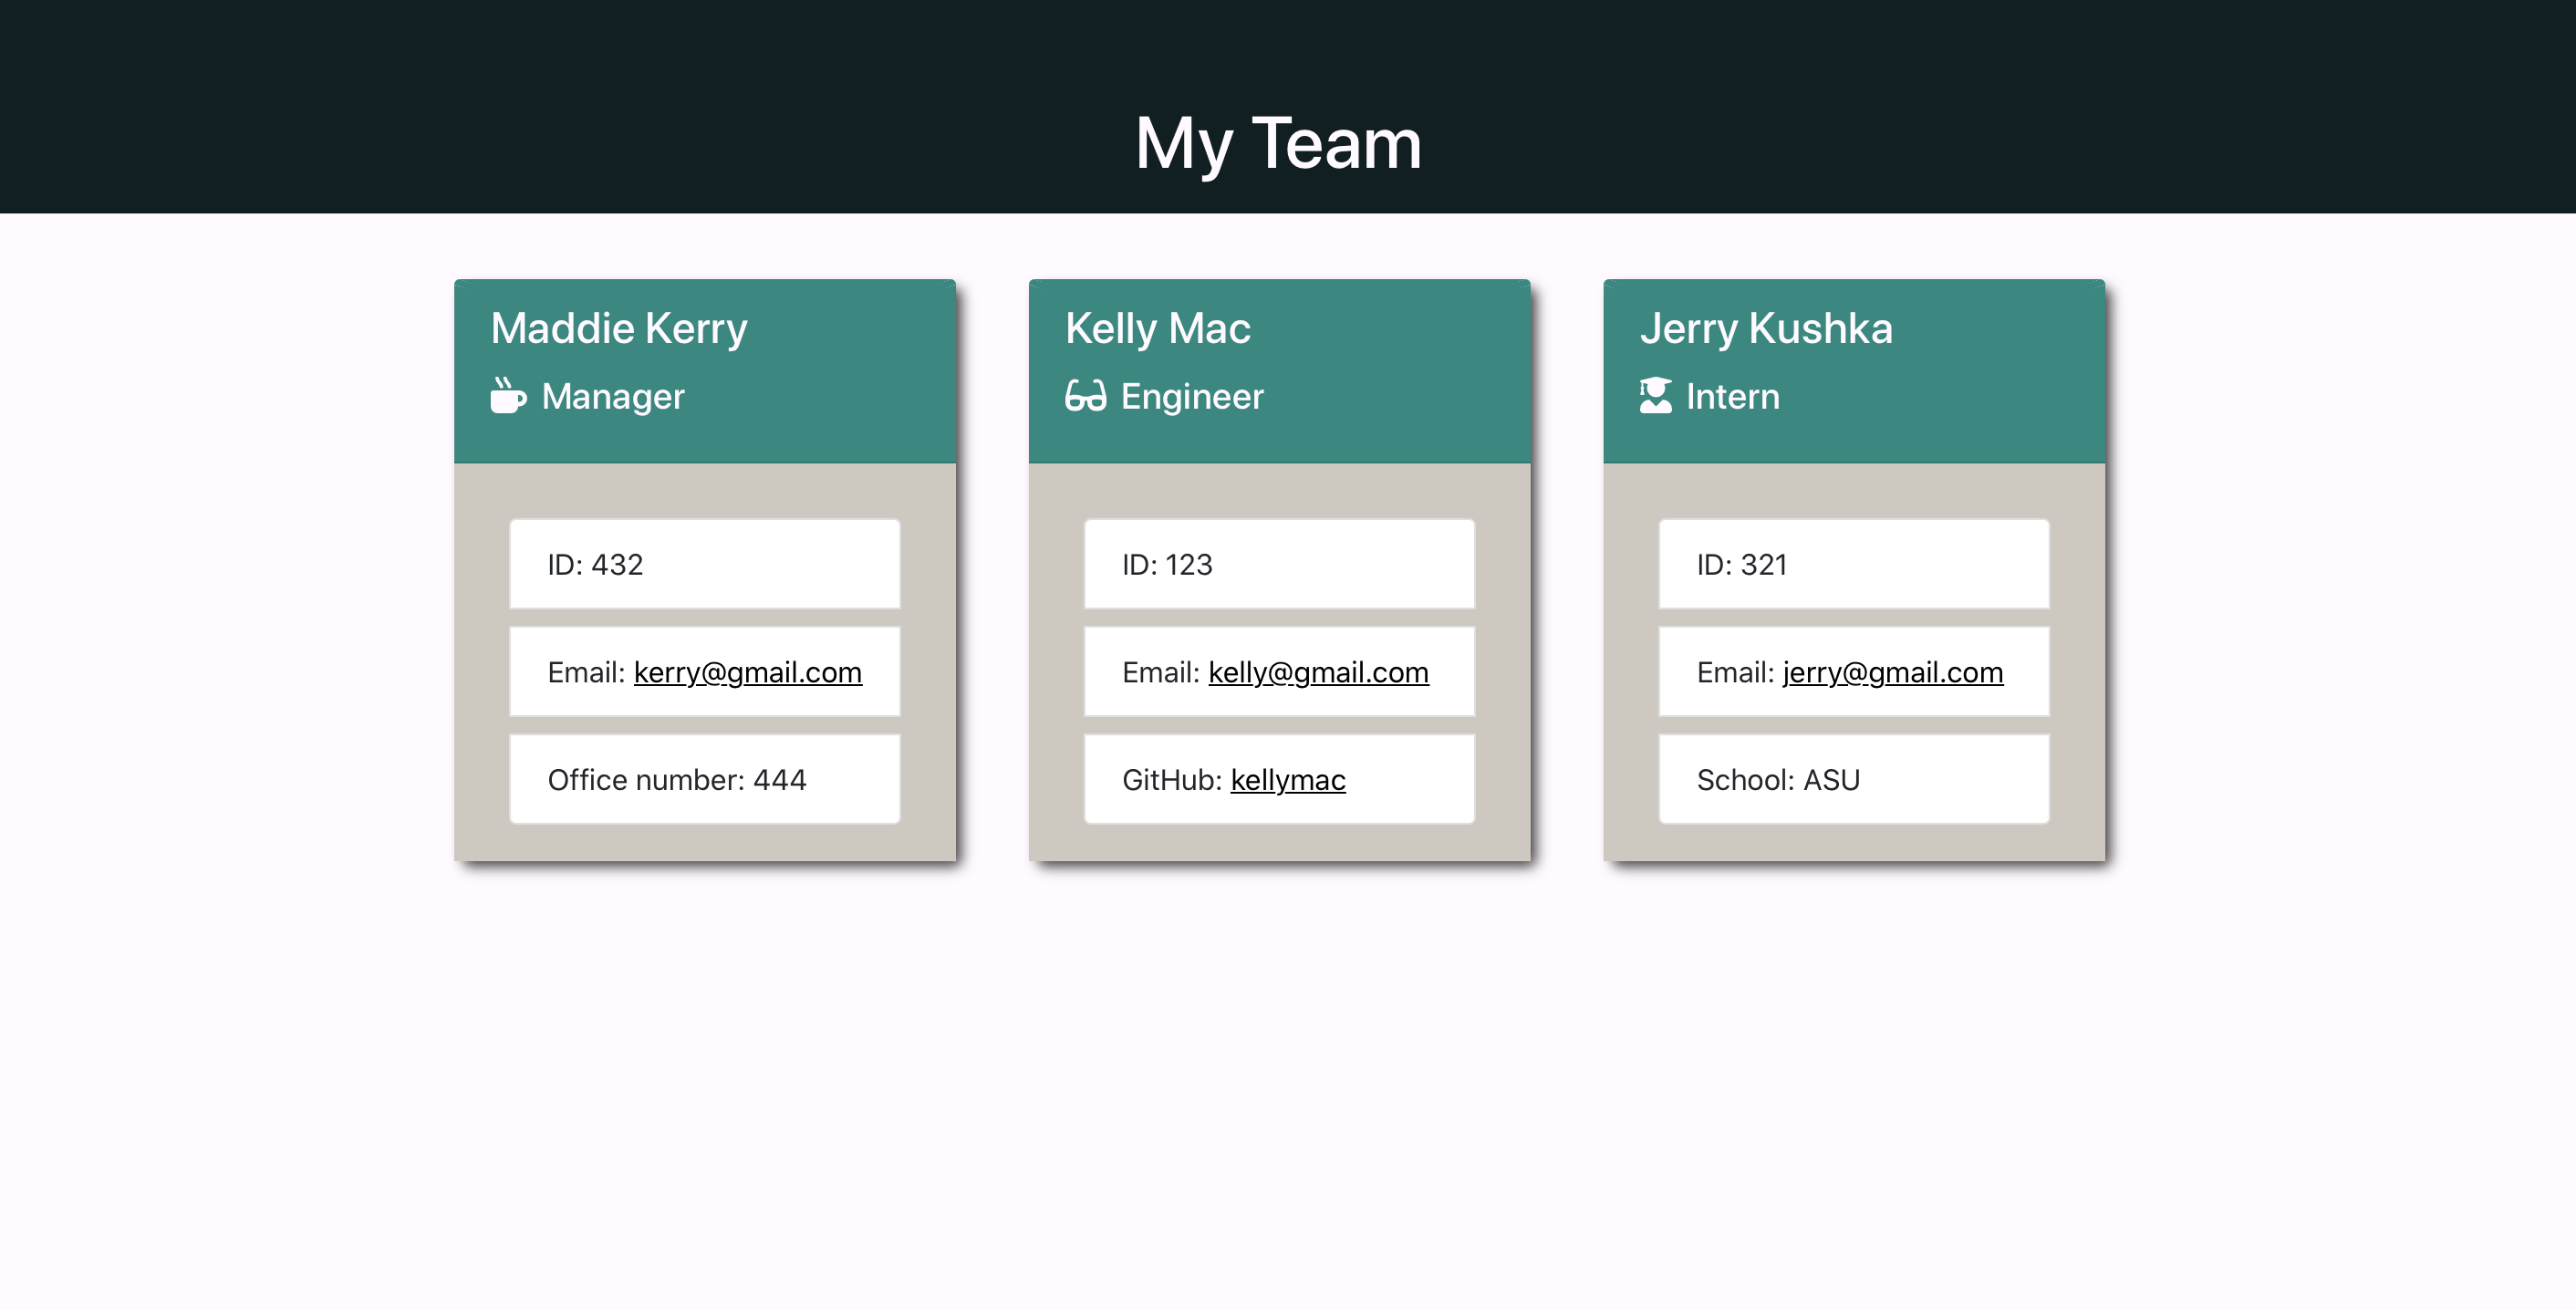 My Team
Maddie Kerry
Manager
ID: 432
Email: kerry@gmail.com
Office number: 444
Kelly Mac
Engineer
ID: 123
Email: kelly@gmail.com
GitHub: kellymac
Jerry Kushka
Intern
ID: 321
Email: jerry@gmail.com
School: ASU